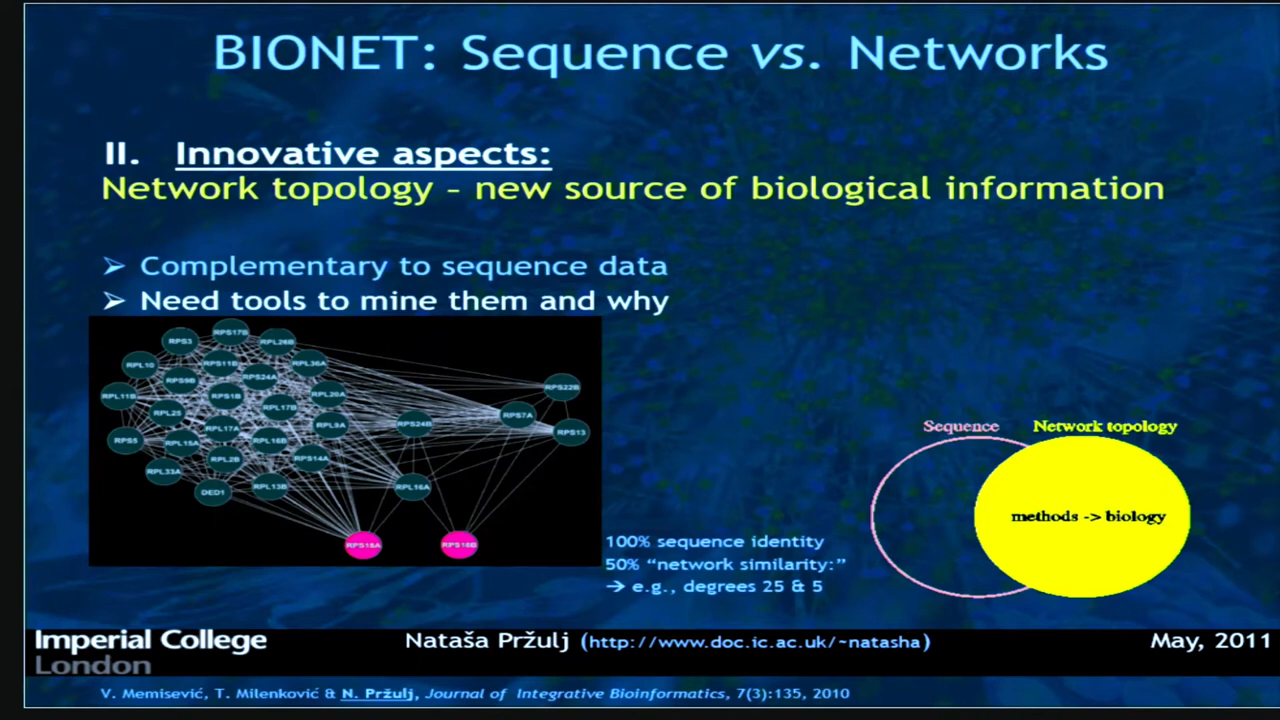 BIONET: Sequence vs. Networks
II. Innovative aspects:
Network topology – new source of biological information
➢ Complementary to sequence data
➢ Need tools to mine them and why
RPS17B
RPS3
RPL26B
RPL10
RPS11B
RPL36A
RPS9B
RPS24A
RPL11B
RPS1B
RPL20A
RPS22B
RPL25
RPL17B
RPS7A
RPS24B
RPL17A
RPL9A
RPS13
RPS5
RPL15A
RPL16B
RPL2B
RPS14A
RPL33A
DED1
RPL13B
RPL16A
RPS18B
Sequence
Network topology
methods -> biology
100% sequence identity
50% “network similarity:”
→ e.g., degrees 25 & 5
Imperial College
London
Nataša Pržulj (http://www.doc.ic.ac.uk/~natasha)
May, 2011
V. Memisević, T. Milenković & N. Pržulj, Journal of Integrative Bioinformatics, 7(3):135, 2010